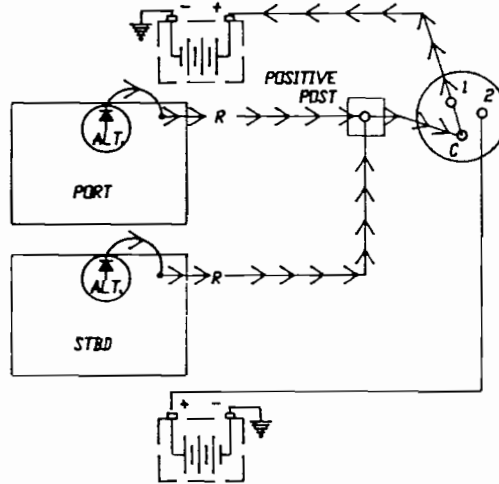 - +
POSITIVE
POST
1
2
C
R
ALT.
PORT
R
ALT.
STBD
+ -